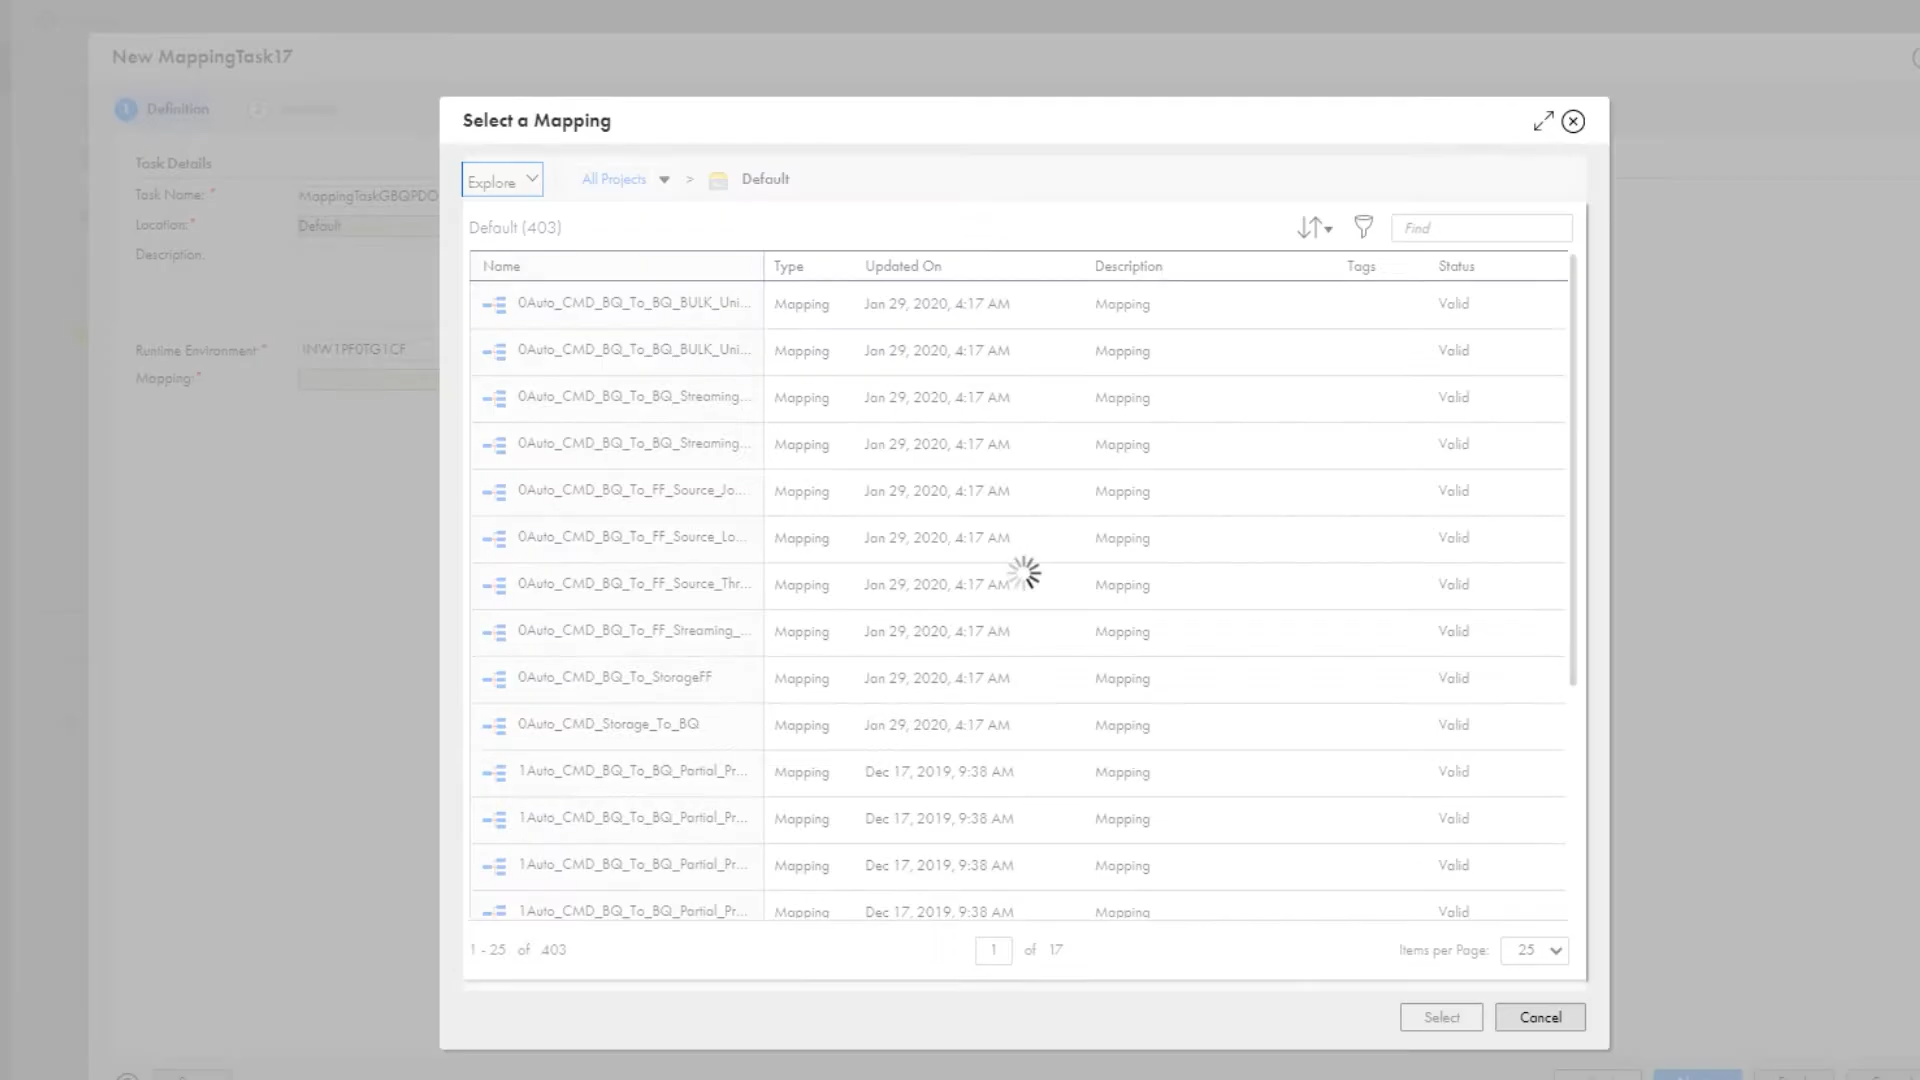 New MappingTask17
1 Definition
Select a Mapping
Explore All Projects > Default
Task Details
Task Name: * MappingTaskGBQPDO
Location: * Default
Description:
Runtime Environment: * INW1PF0TG1CF
Mapping: *
Default (403) Find
Name Type Updated On Description Tags Status
0Auto_CMD_BQ_To_BQ_BULK_Uni... Mapping Jan 29, 2020, 4:17 AM Mapping Valid
0Auto_CMD_BQ_To_BQ_BULK_Uni... Mapping Jan 29, 2020, 4:17 AM Mapping Valid
0Auto_CMD_BQ_To_BQ_Streaming... Mapping Jan 29, 2020, 4:17 AM Mapping Valid
0Auto_CMD_BQ_To_BQ_Streaming... Mapping Jan 29, 2020, 4:17 AM Mapping Valid
0Auto_CMD_BQ_To_FF_Source_Jo... Mapping Jan 29, 2020, 4:17 AM Mapping Valid
0Auto_CMD_BQ_To_FF_Source_Lo... Mapping Jan 29, 2020, 4:17 AM Mapping Valid
0Auto_CMD_BQ_To_FF_Source_Thr... Mapping Jan 29, 2020, 4:17 AM Mapping Valid
0Auto_CMD_BQ_To_FF_Streaming_... Mapping Jan 29, 2020, 4:17 AM Mapping Valid
0Auto_CMD_BQ_To_StorageFF Mapping Jan 29, 2020, 4:17 AM Mapping Valid
0Auto_CMD_Storage_To_BQ Mapping Jan 29, 2020, 4:17 AM Mapping Valid
1Auto_CMD_BQ_To_BQ_Partial_Pr... Mapping Dec 17, 2019, 9:38 AM Mapping Valid
1Auto_CMD_BQ_To_BQ_Partial_Pr... Mapping Dec 17, 2019, 9:38 AM Mapping Valid
1Auto_CMD_BQ_To_BQ_Partial_Pr... Mapping Dec 17, 2019, 9:38 AM Mapping Valid
1Auto_CMD_BQ_To_BQ_Partial_Pr... Mapping Dec 17, 2019, 9:38 AM Mapping Valid
1 - 25 of 403 1 of 17 Items per Page: 25
Select Cancel